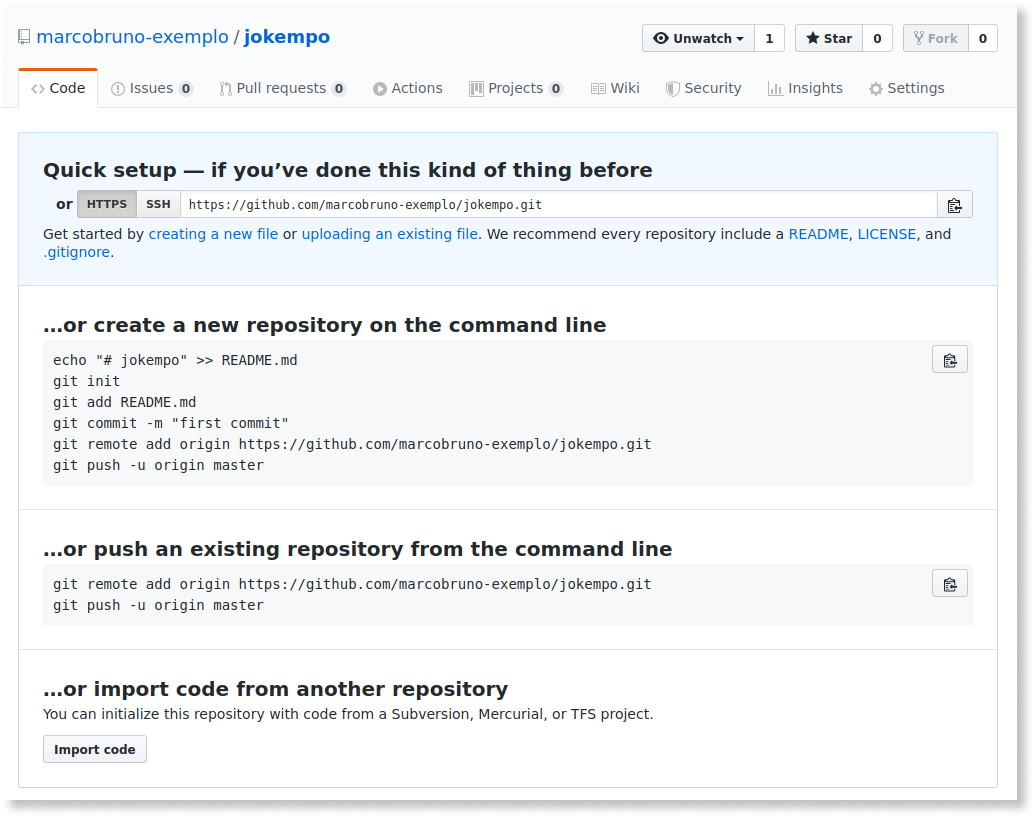 marcobruno-exemplo / jokempo
Unwatch 1 Star 0 Fork 0
Code Issues 0 Pull requests 0 Actions Projects 0 Wiki Security Insights Settings
Quick setup — if you’ve done this kind of thing before
or HTTPS SSH https://github.com/marcobruno-exemplo/jokempo.git
Get started by creating a new file or uploading an existing file. We recommend every repository include a README, LICENSE, and
.gitignore.
…or create a new repository on the command line
echo "# jokempo" >> README.md
git init
git add README.md
git commit -m "first commit"
git remote add origin https://github.com/marcobruno-exemplo/jokempo.git
git push -u origin master
…or push an existing repository from the command line
git remote add origin https://github.com/marcobruno-exemplo/jokempo.git
git push -u origin master
…or import code from another repository
You can initialize this repository with code from a Subversion, Mercurial, or TFS project.
Import code